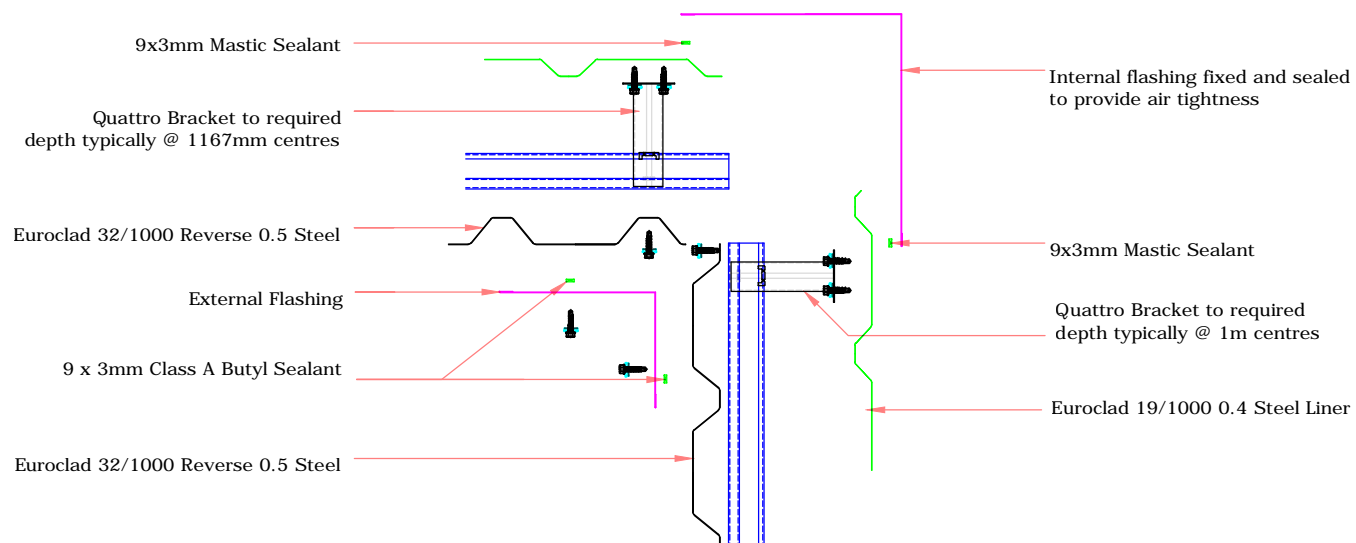 9x3mm Mastic Sealant
Quattro Bracket to required
depth typically @ 1167mm centres
Euroclad 32/1000 Reverse 0.5 Steel
External Flashing
9 x 3mm Class A Butyl Sealant
Euroclad 32/1000 Reverse 0.5 Steel
Internal flashing fixed and sealed
to provide air tightness
9x3mm Mastic Sealant
Quattro Bracket to required
depth typically @ 1m centres
Euroclad 19/1000 0.4 Steel Liner